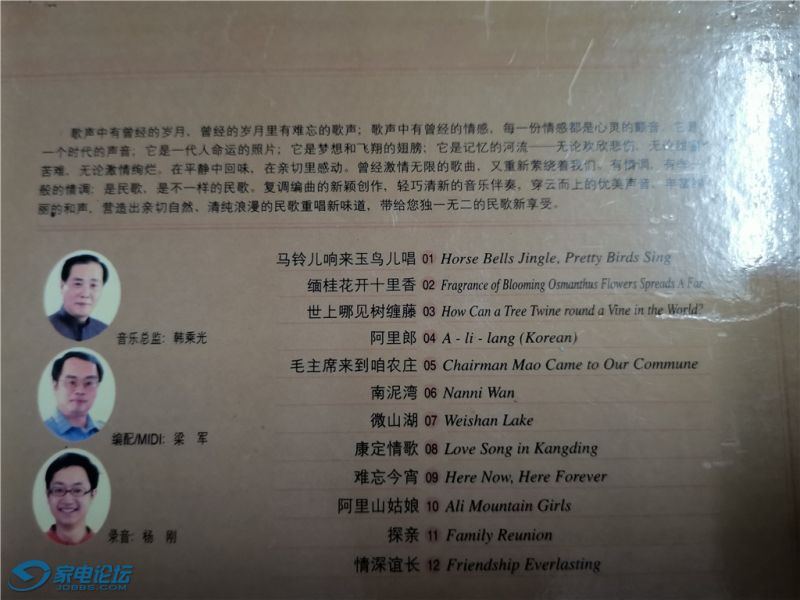 歌声中有曾经的岁月，曾经的岁月里有难忘的歌声；歌声中有曾经的情感，每一份情感都是心灵的颤音。它是
一个时代的声音；它是一代人命运的照片；它是梦想和飞翔的翅膀；它是记忆的河流——无论欢欣悲伤，无论
苦难，无论激情绚烂。在平静中回味，在亲切里感动。曾经激情无限的歌曲，又重新萦绕着我们。有情调，有
般的情调；是民歌，是不一样的民歌。复调编曲的新颖创作，轻巧清新的音乐伴奏，穿云而上的优美声音，
丽的和声，营造出亲切自然、清纯浪漫的民歌重唱新味道，带给您独一无二的民歌新享受。
马铃儿响来玉鸟儿唱 01 Horse Bells Jingle, Pretty Birds Sing
缅桂花开十里香 02 Fragrance of Blooming Osmanthus Flowers Spreads A Far
世上哪见树缠藤 03 How Can a Tree Twine round a Vine in the World?
阿里郎 04 A - li - lang (Korean)
毛主席来到咱农庄 05 Chairman Mao Came to Our Commune
南泥湾 06 Nanni Wan
微山湖 07 Weishan Lake
康定情歌 08 Love Song in Kangding
难忘今宵 09 Here Now, Here Forever
阿里山姑娘 10 Ali Mountain Girls
探亲 11 Family Reunion
情深谊长 12 Friendship Everlasting
音乐总监：韩乘光
编配/MIDI：梁 军
录音：杨 刚
家电论坛
JDBBS.COM